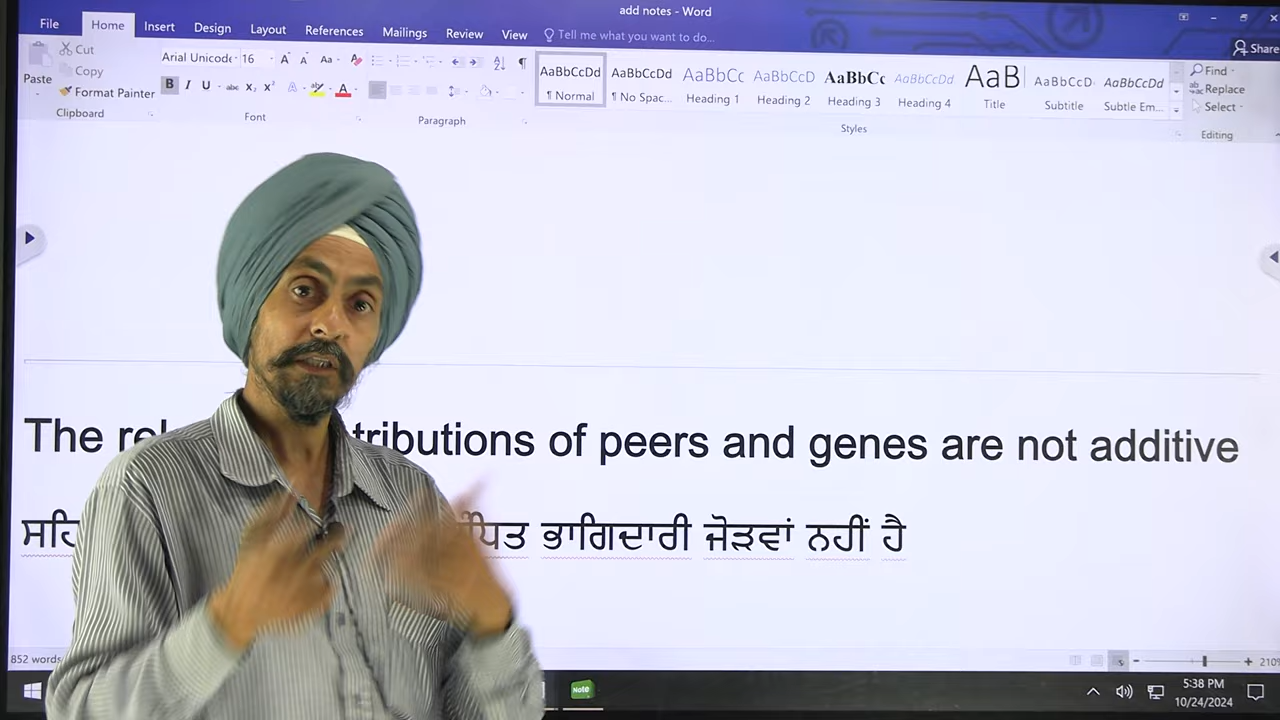 add notes - Word
File Home Insert Design Layout References Mailings Review View Tell me what you want to do... Share
Cut
Copy
Paste
Format Painter
Clipboard
Arial Unicode 16
Font
Paragraph
AaBbCcDd AaBbCcDd AaBbCc AaBbCcD AaBbCc AaBbCcDd AaB AaBbCcD AaBbCcDd
¶ Normal ¶ No Spac... Heading 1 Heading 2 Heading 3 Heading 4 Title Subtitle Subtle Em...
Styles
Find
Replace
Select
Editing
The tributions of peers and genes are not additive
ਭਾਗਿਦਾਰੀ ਜੋੜਵਾਂ ਨਹੀਂ ਹੈ
852 words
210%
Note
5:38 PM
10/24/2024